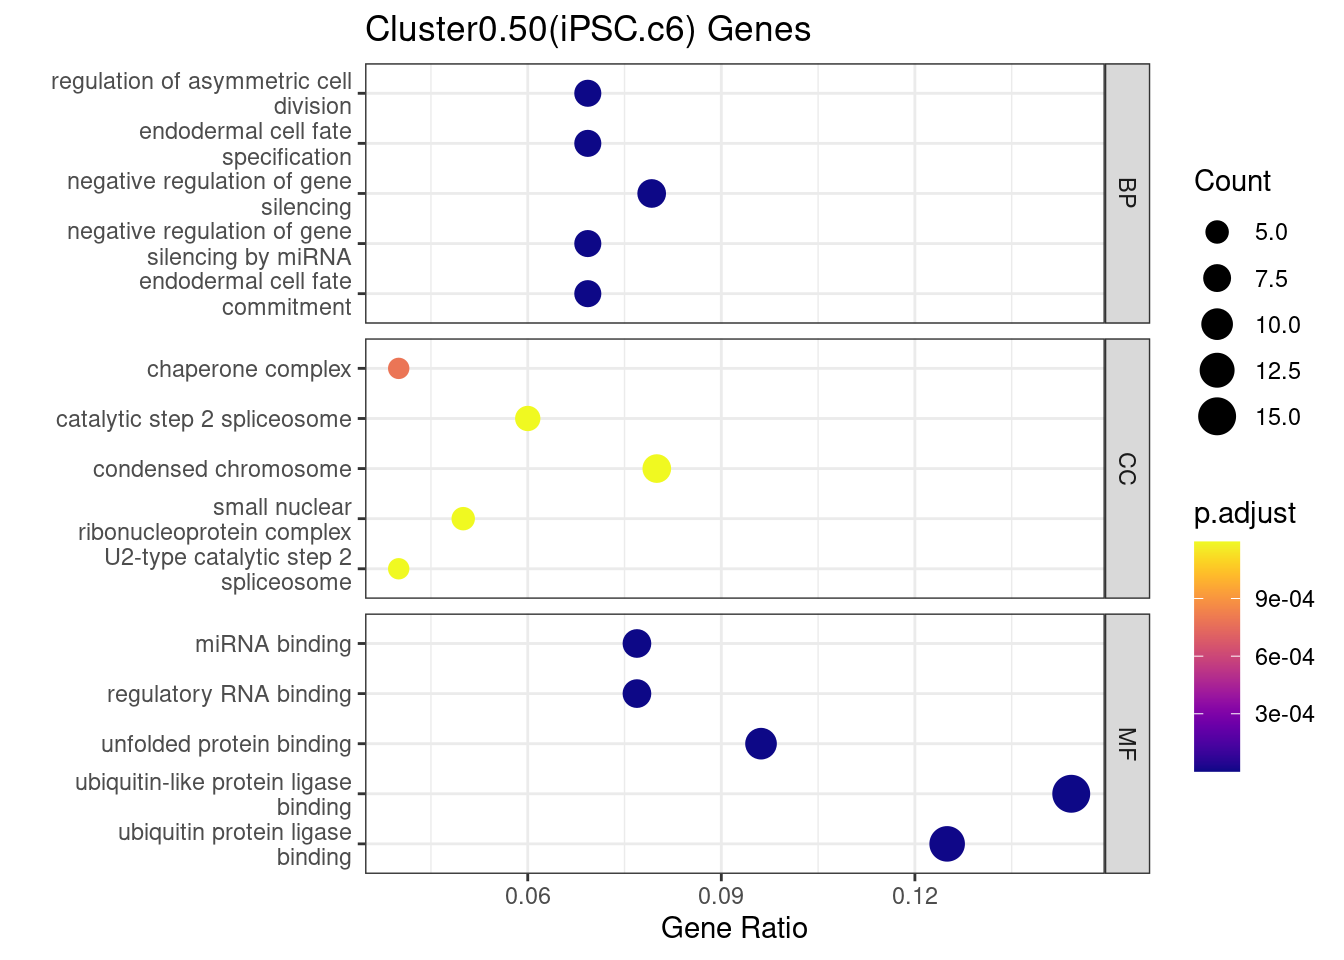 Cluster0.50(iPSC.c6) Genes
regulation of asymmetric cell
division
endodermal cell fate
specification
negative regulation of gene
silencing
negative regulation of gene
silencing by miRNA
endodermal cell fate
commitment
BP
chaperone complex
catalytic step 2 spliceosome
condensed chromosome
small nuclear
ribonucleoprotein complex
U2-type catalytic step 2
spliceosome
CC
miRNA binding
regulatory RNA binding
unfolded protein binding
ubiquitin-like protein ligase
binding
ubiquitin protein ligase
binding
MF
0.06
0.09
0.12
Gene Ratio
Count
5.0
7.5
10.0
12.5
15.0
p.adjust
9e-04
6e-04
3e-04